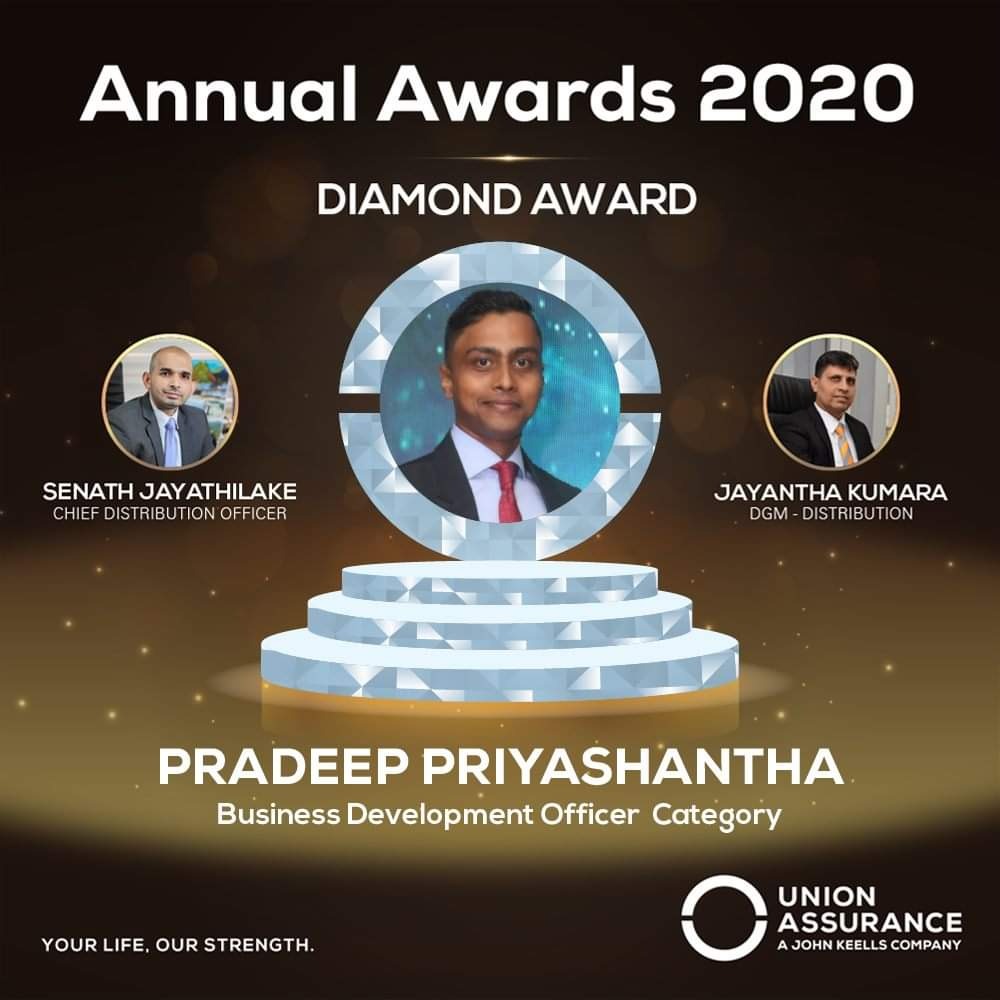 Annual Awards 2020
DIAMOND AWARD
SENATH JAYATHILAKE
CHIEF DISTRIBUTION OFFICER
JAYANTHA KUMARA
DGM - DISTRIBUTION
PRADEEP PRIYASHANTHA
Business Development Officer Category
UNION
ASSURANCE
A JOHN KEELLS COMPANY
YOUR LIFE, OUR STRENGTH.